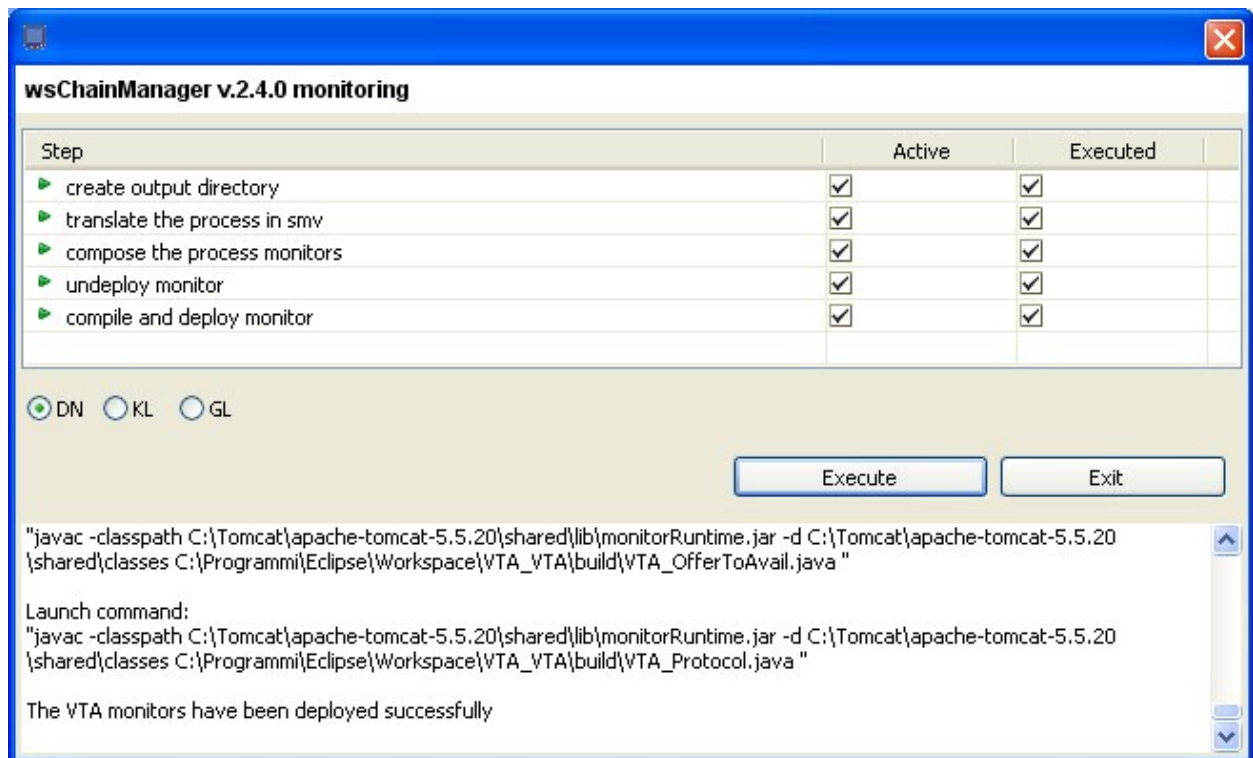 wsChainManager v.2.4.0 monitoring
Step Active Executed
create output directory
translate the process in smv
compose the process monitors
undeploy monitor
compile and deploy monitor
DN KL GL
Execute Exit
"javac -classpath C:\Tomcat\apache-tomcat-5.5.20\shared\lib\monitorRuntime.jar -d C:\Tomcat\apache-tomcat-5.5.20
\shared\classes C:\Programmi\Eclipse\Workspace\VTA_VTA\build\VTA_OfferToAvail.java "
Launch command:
"javac -classpath C:\Tomcat\apache-tomcat-5.5.20\shared\lib\monitorRuntime.jar -d C:\Tomcat\apache-tomcat-5.5.20
\shared\classes C:\Programmi\Eclipse\Workspace\VTA_VTA\build\VTA_Protocol.java "
The VTA monitors have been deployed successfully